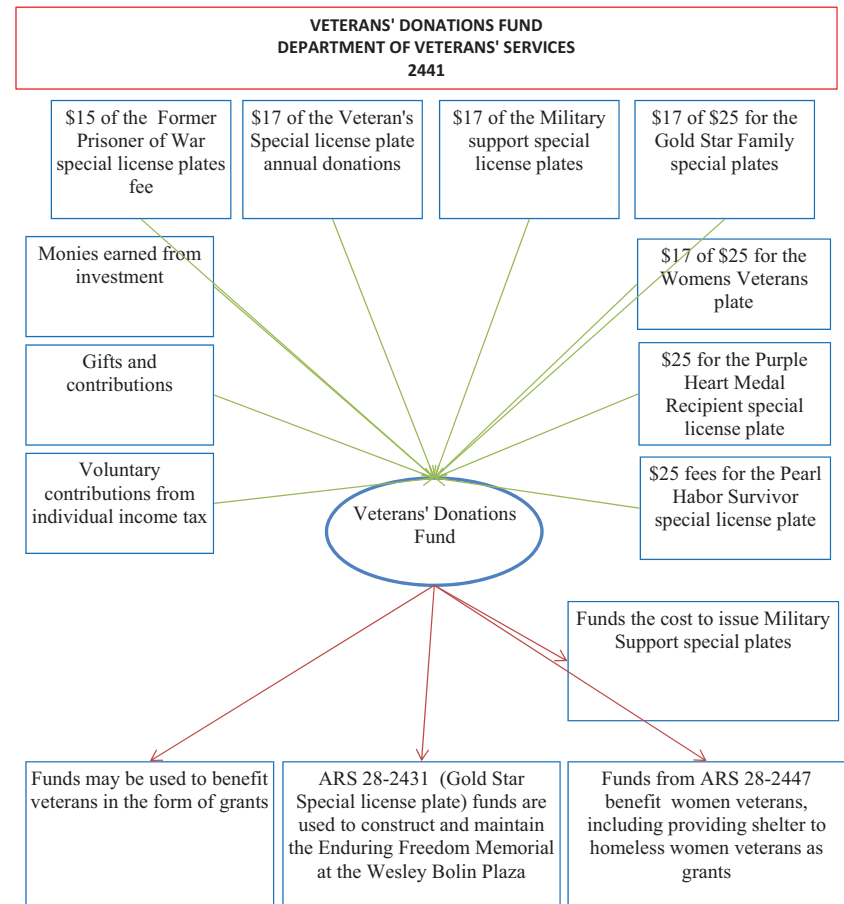 VETERANS' DONATIONS FUND
DEPARTMENT OF VETERANS' SERVICES
2441
$15 of the Former
Prisoner of War
special license plates
fee
$17 of the Veteran's
Special license plate
annual donations
$17 of the Military
support special
license plates
$17 of $25 for the
Gold Star Family
special plates
Monies earned from
investment
$17 of $25 for the
Womens Veterans
plate
Gifts and
contributions
$25 for the Purple
Heart Medal
Recipient special
license plate
Voluntary
contributions from
individual income tax
$25 fees for the Pearl
Habor Survivor
special license plate
Veterans' Donations
Fund
Funds the cost to issue Military
Support special plates
Funds may be used to benefit
veterans in the form of grants
ARS 28-2431 (Gold Star
Special license plate) funds are
used to construct and maintain
the Enduring Freedom Memorial
at the Wesley Bolin Plaza
Funds from ARS 28-2447
benefit women veterans,
including providing shelter to
homeless women veterans as
grants